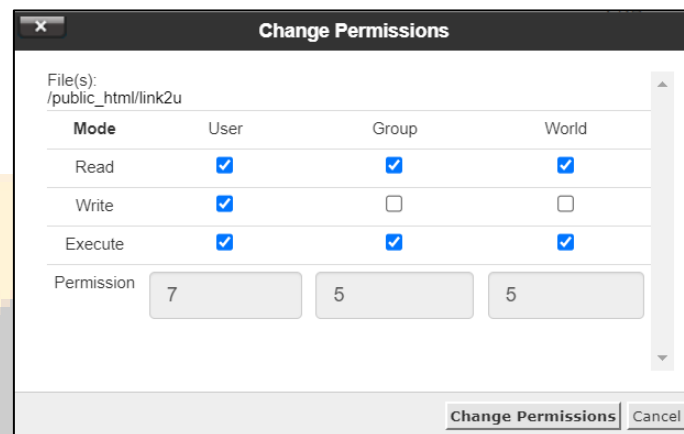 Change Permissions
File(s):
/public_html/link2u
Mode User Group World
Read
Write
Execute
Permission 7 5 5
Change Permissions Cancel